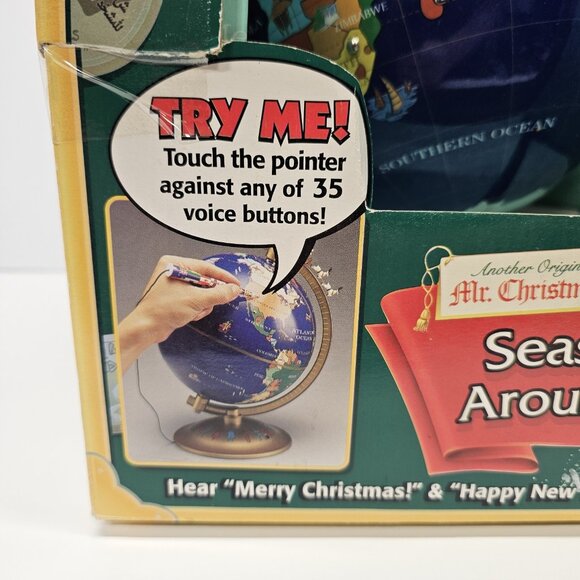 ZIMBABWE
SOUTHERN OCEAN
TRY ME!
Touch the pointer
against any of 35
voice buttons!
Another Origin
Mr. Christm
Seas
Arou
Hear "Merry Christmas!" & "Happy New